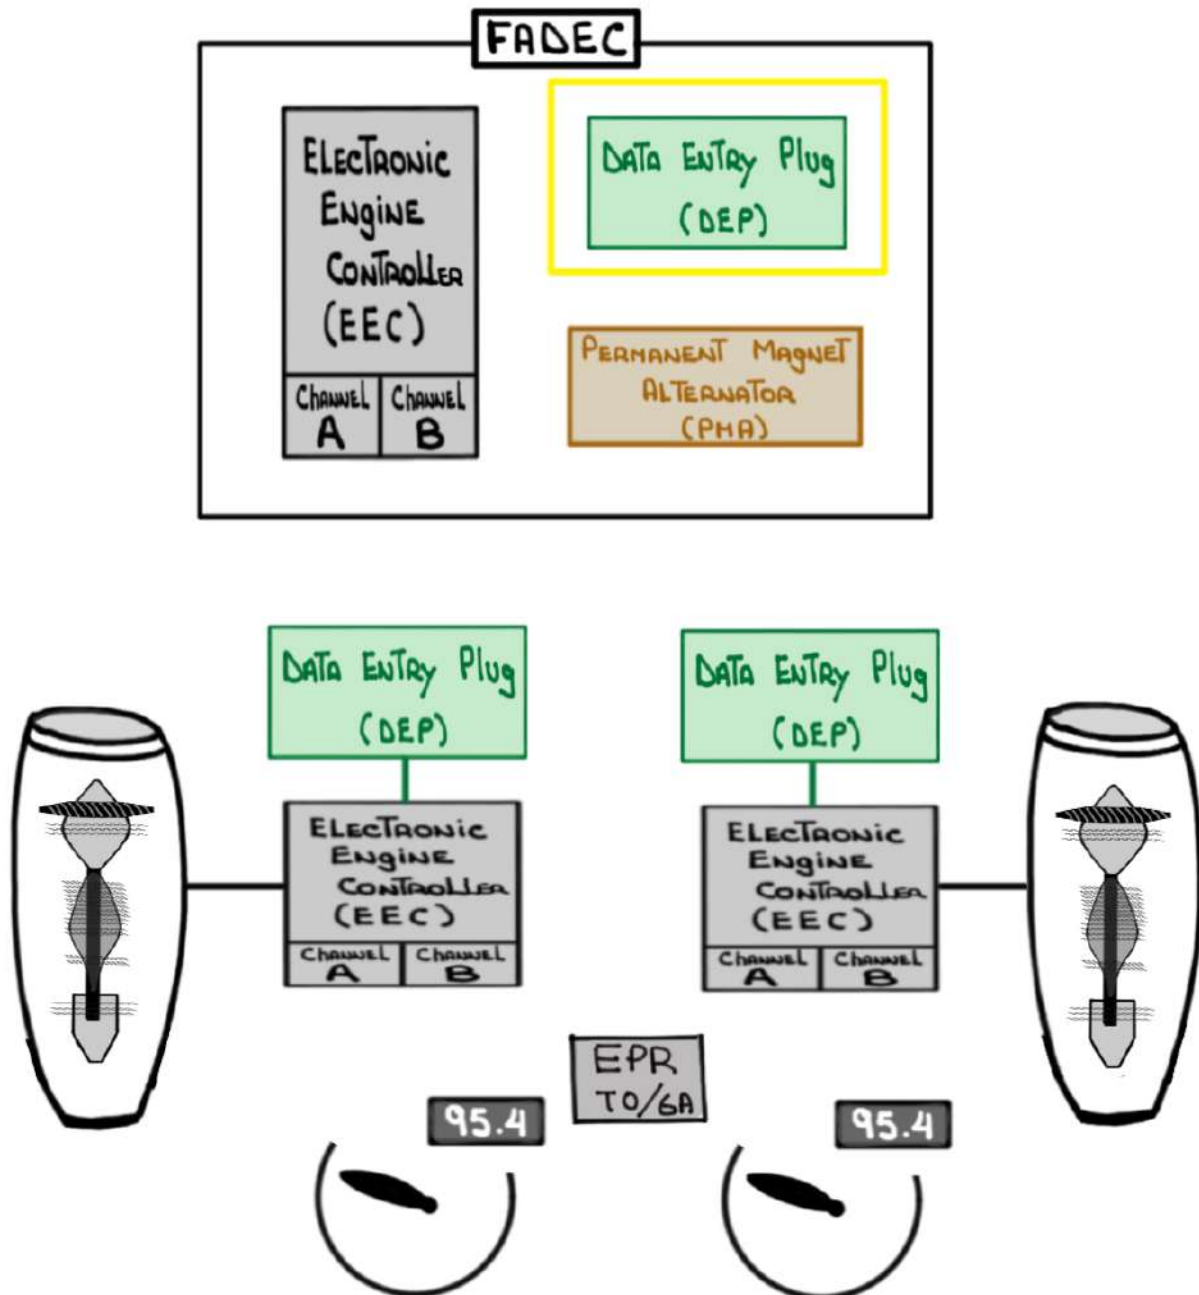 FADEC
ELECTRONIC
ENGINE
CONTROLLER
(EEC)
CHANNEL
A
CHANNEL
B
DATA ENTRY Plug
(DEP)
PERMANENT MAGNET
ALTERNATOR
(PMA)
DATA ENTRY Plug
(DEP)
ELECTRONIC
ENGINE
CONTROLLER
(EEC)
CHANNEL
A
CHANNEL
B
DATA ENTRY Plug
(DEP)
ELECTRONIC
ENGINE
CONTROLLER
(EEC)
CHANNEL
A
CHANNEL
B
EPR
TO/GA
95.4
95.4